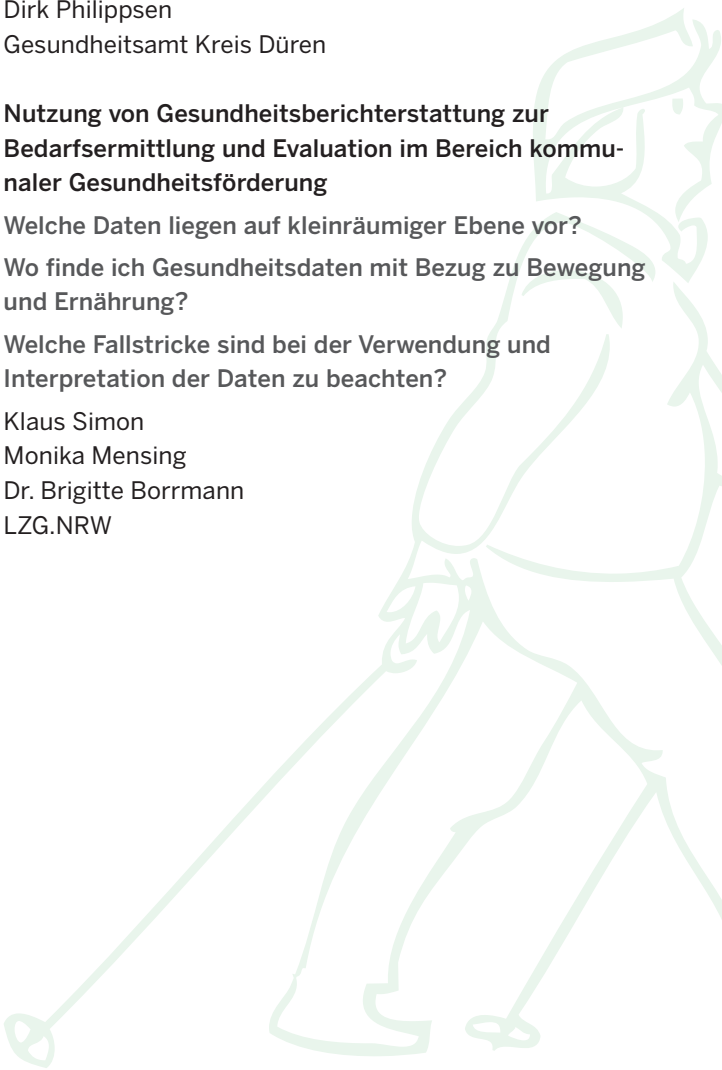 Dirk Philippsen
Gesundheitsamt Kreis Düren
Nutzung von Gesundheitsberichterstattung zur
Bedarfsermittlung und Evaluation im Bereich kommu-
naler Gesundheitsförderung
Welche Daten liegen auf kleinräumiger Ebene vor?
Wo finde ich Gesundheitsdaten mit Bezug zu Bewegung
und Ernährung?
Welche Fallstricke sind bei der Verwendung und
Interpretation der Daten zu beachten?
Klaus Simon
Monika Mensing
Dr. Brigitte Borrmann
LZG.NRW